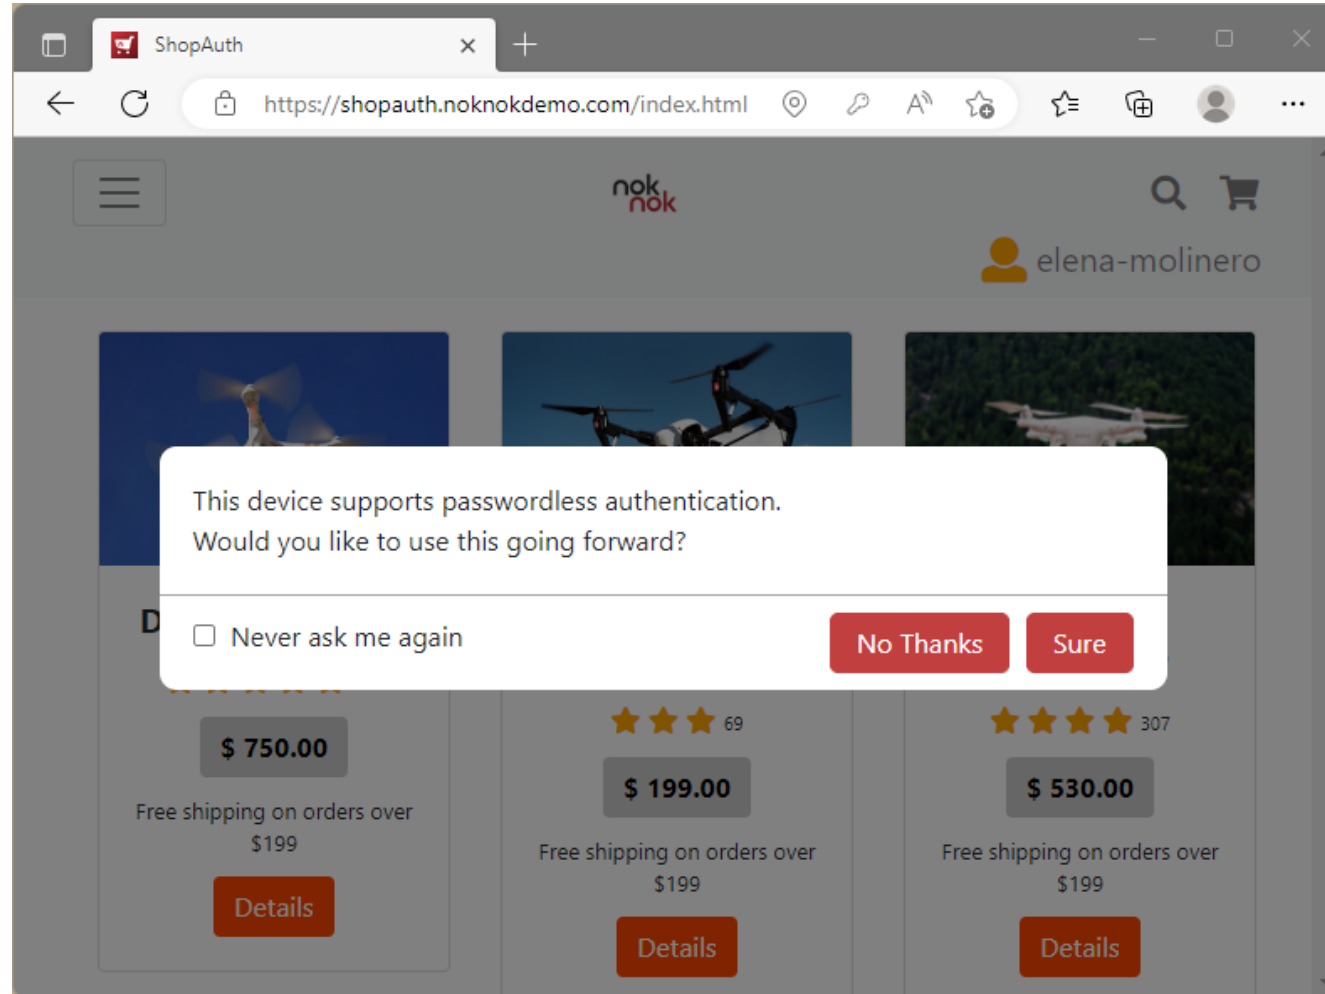 ShopAuth
https://shopauth.noknokdemo.com/index.html
nok
nok
elena-molinero
This device supports passwordless authentication.
Would you like to use this going forward?
Never ask me again
No Thanks
Sure
D
$ 750.00
Free shipping on orders over
$199
Details
69
$ 199.00
Free shipping on orders over
$199
Details
307
$ 530.00
Free shipping on orders over
$199
Details